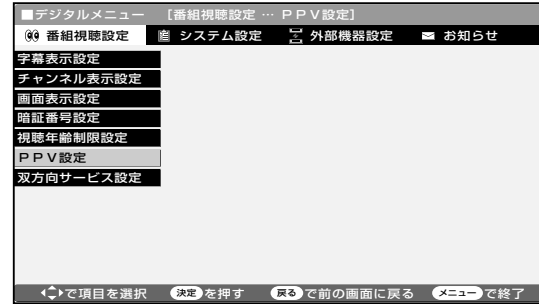 ■デジタルメニュー　［番組視聴設定 … ＰＰＶ設定］
番組視聴設定　システム設定　外部機器設定　お知らせ
字幕表示設定
チャンネル表示設定
画面表示設定
暗証番号設定
視聴年齢制限設定
ＰＰＶ設定
双方向サービス設定
で項目を選択　決定を押す　戻るで前の画面に戻る　メニューで終了